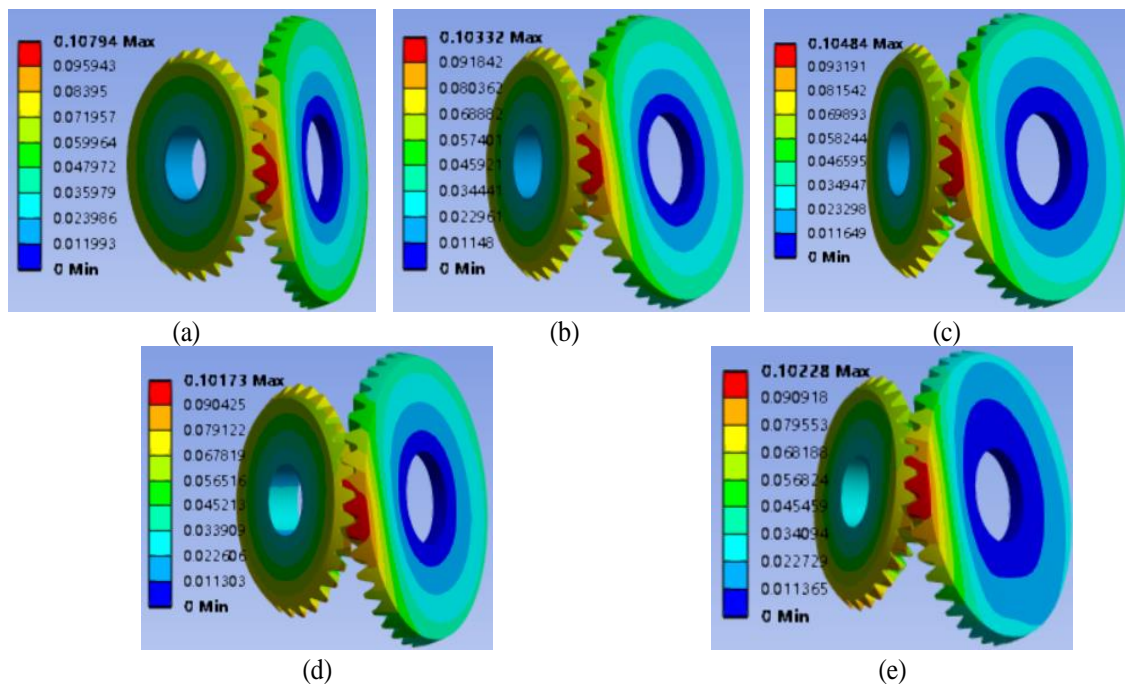 0.10794 Max
0.095943
0.08395
0.071957
0.059964
0.047972
0.035979
0.023986
0.011993
0 Min
(a)
0.10332 Max
0.091842
0.080362
0.068882
0.057401
0.045921
0.034441
0.022961
0.01148
0 Min
(b)
0.10484 Max
0.093191
0.081542
0.069893
0.058244
0.046595
0.034947
0.023298
0.011649
0 Min
(c)
0.10173 Max
0.090425
0.079122
0.067819
0.056516
0.045213
0.033909
0.022606
0.011303
0 Min
(d)
0.10228 Max
0.090918
0.079553
0.068188
0.056824
0.045459
0.034094
0.022729
0.011365
0 Min
(e)